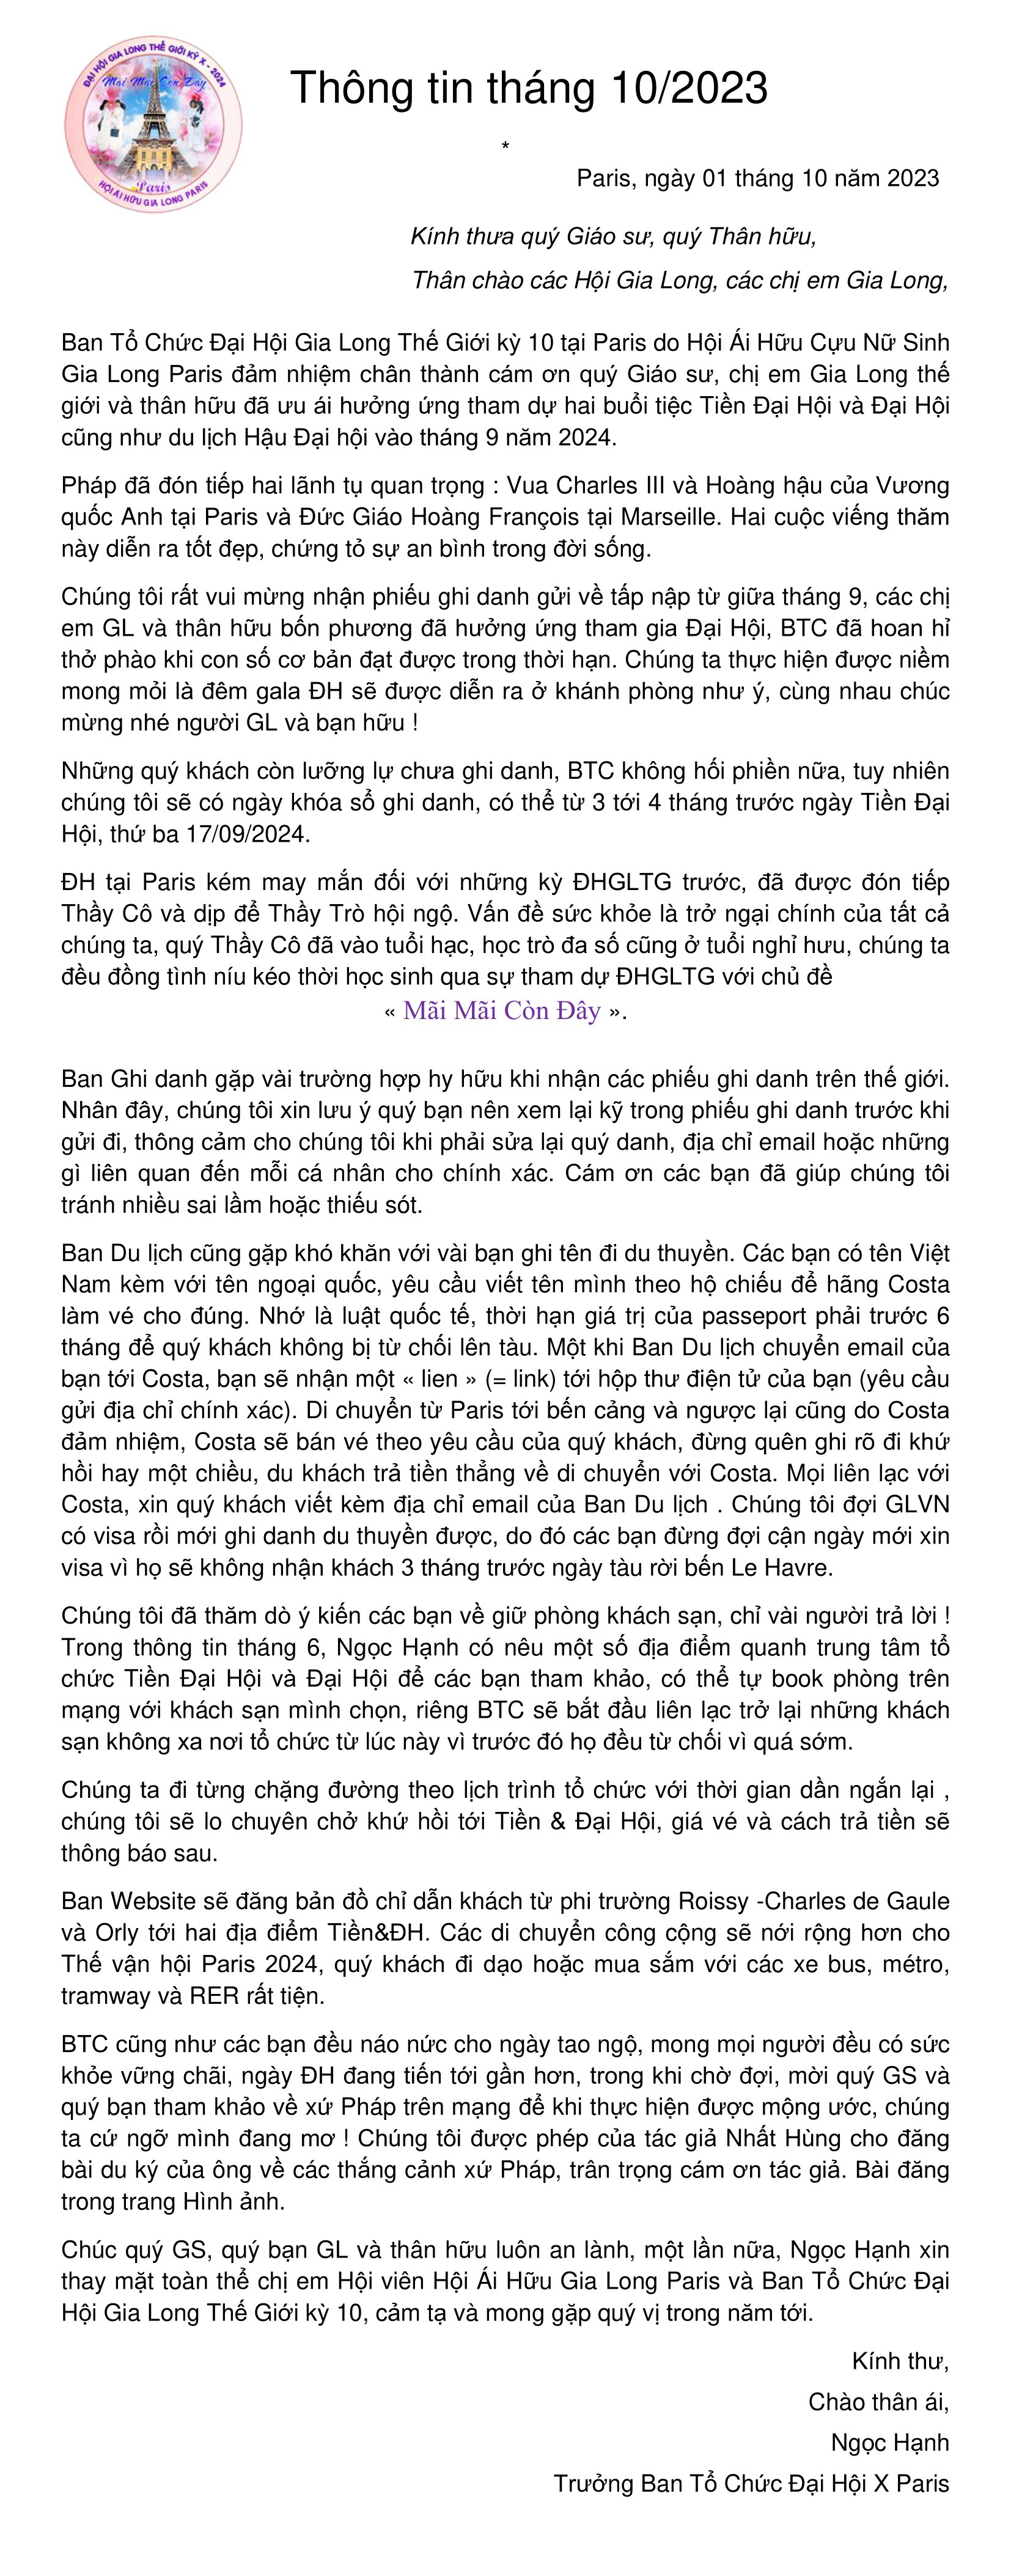 ĐẠI HỘI GIA LONG THẾ GIỚI KỲ X - 2024
Mãi Mãi Còn Đây
Paris
HỘI ÁI HỮU GIA LONG PARIS
Thông tin tháng 10/2023
*
Paris, ngày 01 tháng 10 năm 2023
Kính thưa quý Giáo sư, quý Thân hữu,
Thân chào các Hội Gia Long, các chị em Gia Long,
Ban Tổ Chức Đại Hội Gia Long Thế Giới kỳ 10 tại Paris do Hội Ái Hữu Cựu Nữ Sinh
Gia Long Paris đảm nhiệm chân thành cám ơn quý Giáo sư, chị em Gia Long thế
giới và thân hữu đã ưu ái hưởng ứng tham dự hai buổi tiệc Tiền Đại Hội và Đại Hội
cũng như du lịch Hậu Đại hội vào tháng 9 năm 2024.
Pháp đã đón tiếp hai lãnh tụ quan trọng : Vua Charles III và Hoàng hậu của Vương
quốc Anh tại Paris và Đức Giáo Hoàng François tại Marseille. Hai cuộc viếng thăm
này diễn ra tốt đẹp, chứng tỏ sự an bình trong đời sống.
Chúng tôi rất vui mừng nhận phiếu ghi danh gửi về tấp nập từ giữa tháng 9, các chị
em GL và thân hữu bốn phương đã hưởng ứng tham gia Đại Hội, BTC đã hoan hỉ
thở phào khi con số cơ bản đạt được trong thời hạn. Chúng ta thực hiện được niềm
mong mỏi là đêm gala ĐH sẽ được diễn ra ở khánh phòng như ý, cùng nhau chúc
mừng nhé người GL và bạn hữu !
Những quý khách còn lưỡng lự chưa ghi danh, BTC không hối phiền nữa, tuy nhiên
chúng tôi sẽ có ngày khóa sổ ghi danh, có thể từ 3 tới 4 tháng trước ngày Tiền Đại
Hội, thứ ba 17/09/2024.
ĐH tại Paris kém may mắn đối với những kỳ ĐHGLTG trước, đã được đón tiếp
Thầy Cô và dịp để Thầy Trò hội ngộ. Vấn đề sức khỏe là trở ngại chính của tất cả
chúng ta, quý Thầy Cô đã vào tuổi hạc, học trò đa số cũng ở tuổi nghỉ hưu, chúng ta
đều đồng tình níu kéo thời học sinh qua sự tham dự ĐHGLTG với chủ đề
« Mãi Mãi Còn Đây ».
Ban Ghi danh gặp vài trường hợp hy hữu khi nhận các phiếu ghi danh trên thế giới.
Nhân đây, chúng tôi xin lưu ý quý bạn nên xem lại kỹ trong phiếu ghi danh trước khi
gửi đi, thông cảm cho chúng tôi khi phải sửa lại quý danh, địa chỉ email hoặc những
gì liên quan đến mỗi cá nhân cho chính xác. Cám ơn các bạn đã giúp chúng tôi
tránh nhiều sai lầm hoặc thiếu sót.
Ban Du lịch cũng gặp khó khăn với vài bạn ghi tên đi du thuyền. Các bạn có tên Việt
Nam kèm với tên ngoại quốc, yêu cầu viết tên mình theo hộ chiếu để hãng Costa
làm vé cho đúng. Nhớ là luật quốc tế, thời hạn giá trị của passeport phải trước 6
tháng để quý khách không bị từ chối lên tàu. Một khi Ban Du lịch chuyển email của
bạn tới Costa, bạn sẽ nhận một « lien » (= link) tới hộp thư điện tử của bạn (yêu cầu
gửi địa chỉ chính xác). Di chuyển từ Paris tới bến cảng và ngược lại cũng do Costa
đảm nhiệm, Costa sẽ bán vé theo yêu cầu của quý khách, đừng quên ghi rõ đi khứ
hồi hay một chiều, du khách trả tiền thẳng về di chuyển với Costa. Mọi liên lạc với
Costa, xin quý khách viết kèm địa chỉ email của Ban Du lịch . Chúng tôi đợi GLVN
có visa rồi mới ghi danh du thuyền được, do đó các bạn đừng đợi cận ngày mới xin
visa vì họ sẽ không nhận khách 3 tháng trước ngày tàu rời bến Le Havre.
Chúng tôi đã thăm dò ý kiến các bạn về giữ phòng khách sạn, chỉ vài người trả lời !
Trong thông tin tháng 6, Ngọc Hạnh có nêu một số địa điểm quanh trung tâm tổ
chức Tiền Đại Hội và Đại Hội để các bạn tham khảo, có thể tự book phòng trên
mạng với khách sạn mình chọn, riêng BTC sẽ bắt đầu liên lạc trở lại những khách
sạn không xa nơi tổ chức từ lúc này vì trước đó họ đều từ chối vì quá sớm.
Chúng ta đi từng chặng đường theo lịch trình tổ chức với thời gian dần ngắn lại ,
chúng tôi sẽ lo chuyên chở khứ hồi tới Tiền & Đại Hội, giá vé và cách trả tiền sẽ
thông báo sau.
Ban Website sẽ đăng bản đồ chỉ dẫn khách từ phi trường Roissy -Charles de Gaule
và Orly tới hai địa điểm Tiền&ĐH. Các di chuyển công cộng sẽ nới rộng hơn cho
Thế vận hội Paris 2024, quý khách đi dạo hoặc mua sắm với các xe bus, métro,
tramway và RER rất tiện.
BTC cũng như các bạn đều náo nức cho ngày tao ngộ, mong mọi người đều có sức
khỏe vững chãi, ngày ĐH đang tiến tới gần hơn, trong khi chờ đợi, mời quý GS và
quý bạn tham khảo về xứ Pháp trên mạng để khi thực hiện được mộng ước, chúng
ta cứ ngỡ mình đang mơ ! Chúng tôi được phép của tác giả Nhất Hùng cho đăng
bài du ký của ông về các thắng cảnh xứ Pháp, trân trọng cám ơn tác giả. Bài đăng
trong trang Hình ảnh.
Chúc quý GS, quý bạn GL và thân hữu luôn an lành, một lần nữa, Ngọc Hạnh xin
thay mặt toàn thể chị em Hội viên Hội Ái Hữu Gia Long Paris và Ban Tổ Chức Đại
Hội Gia Long Thế Giới kỳ 10, cảm tạ và mong gặp quý vị trong năm tới.
Kính thư,
Chào thân ái,
Ngọc Hạnh
Trưởng Ban Tổ Chức Đại Hội X Paris